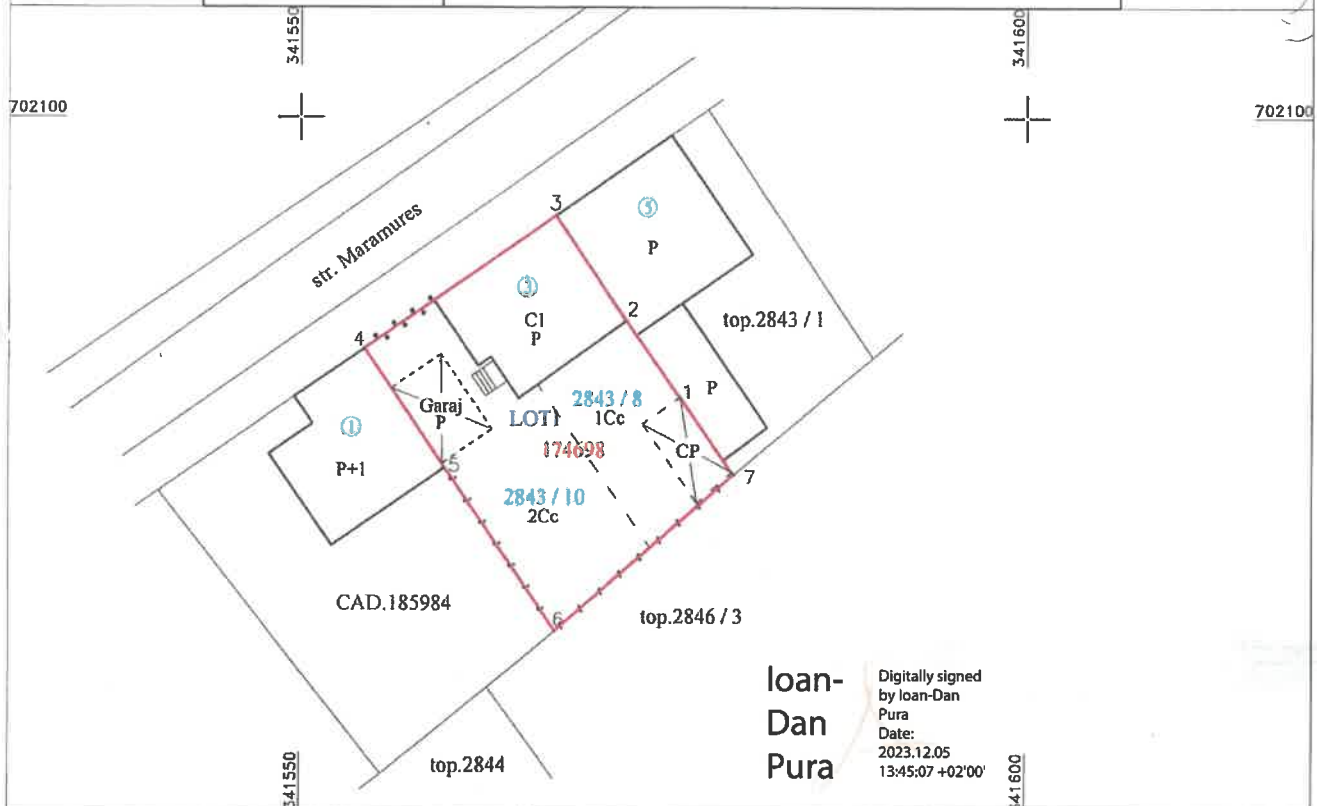 341550
341600
702100
702100
3
⑤
P
str. Maramures
③
C1
P
2
top.2843 / 1
4
①
P+1
Garaj
P
LOT1
2843 / 8
1Cc
1
P
174698
CP
5
7
2843 / 10
2Cc
CAD.185984
6
top.2846 / 3
top.2844
341550
341600
Ioan-
Dan
Pura
Digitally signed
by Ioan-Dan
Pura
Date:
2023.12.05
13:45:07 +02'00'